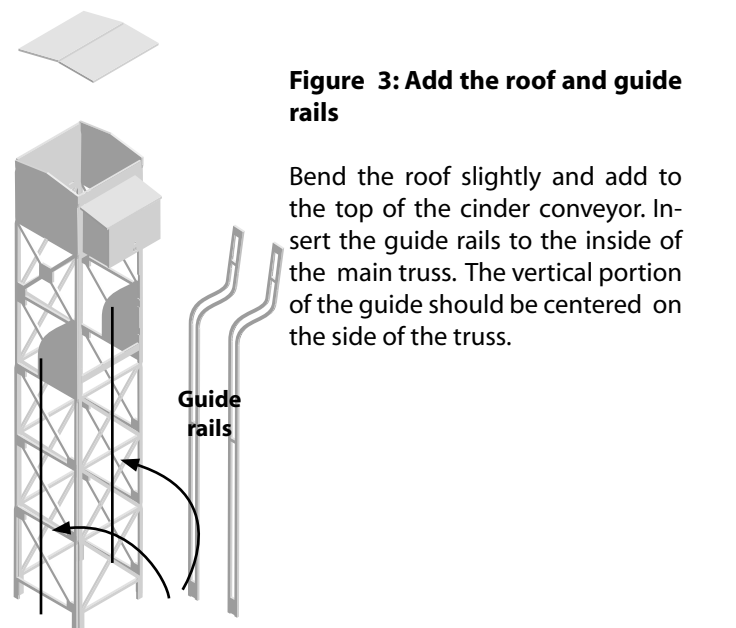 Figure 3: Add the roof and guide
rails
Bend the roof slightly and add to
the top of the cinder conveyor. In-
sert the guide rails to the inside of
the main truss. The vertical portion
of the guide should be centered on
the side of the truss.
Guide
rails